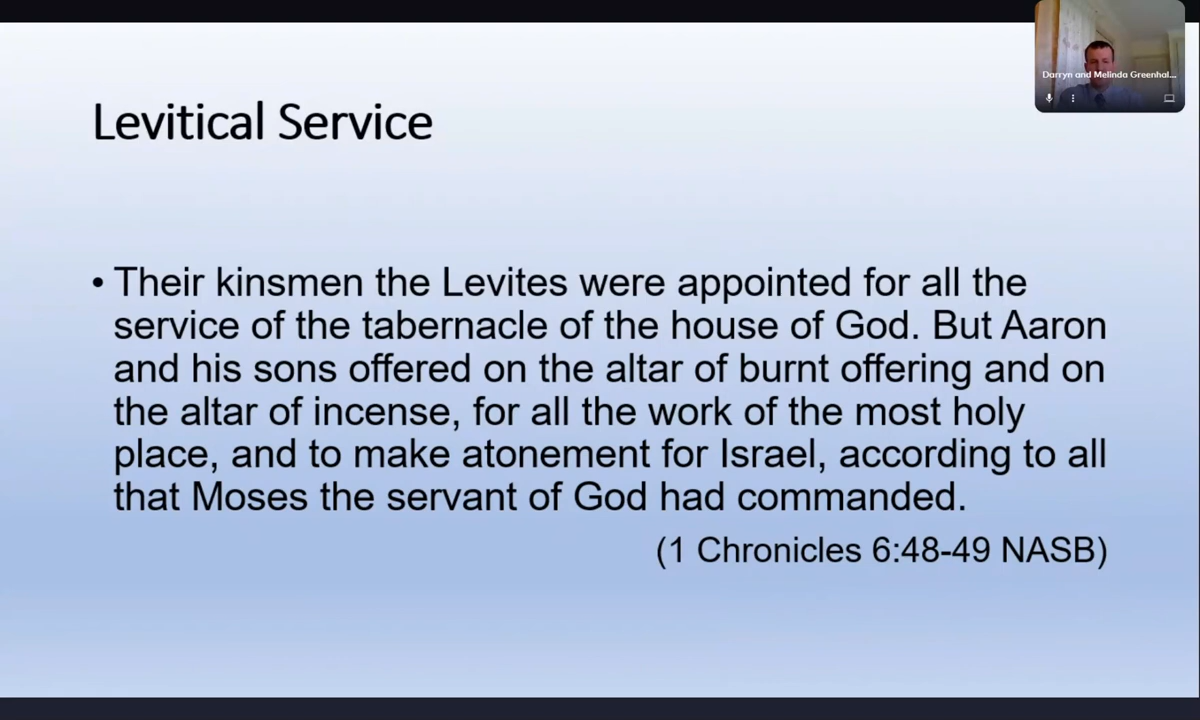 Darryn and Melinda Greenhal...
Levitical Service
• Their kinsmen the Levites were appointed for all the
service of the tabernacle of the house of God. But Aaron
and his sons offered on the altar of burnt offering and on
the altar of incense, for all the work of the most holy
place, and to make atonement for Israel, according to all
that Moses the servant of God had commanded.
(1 Chronicles 6:48-49 NASB)